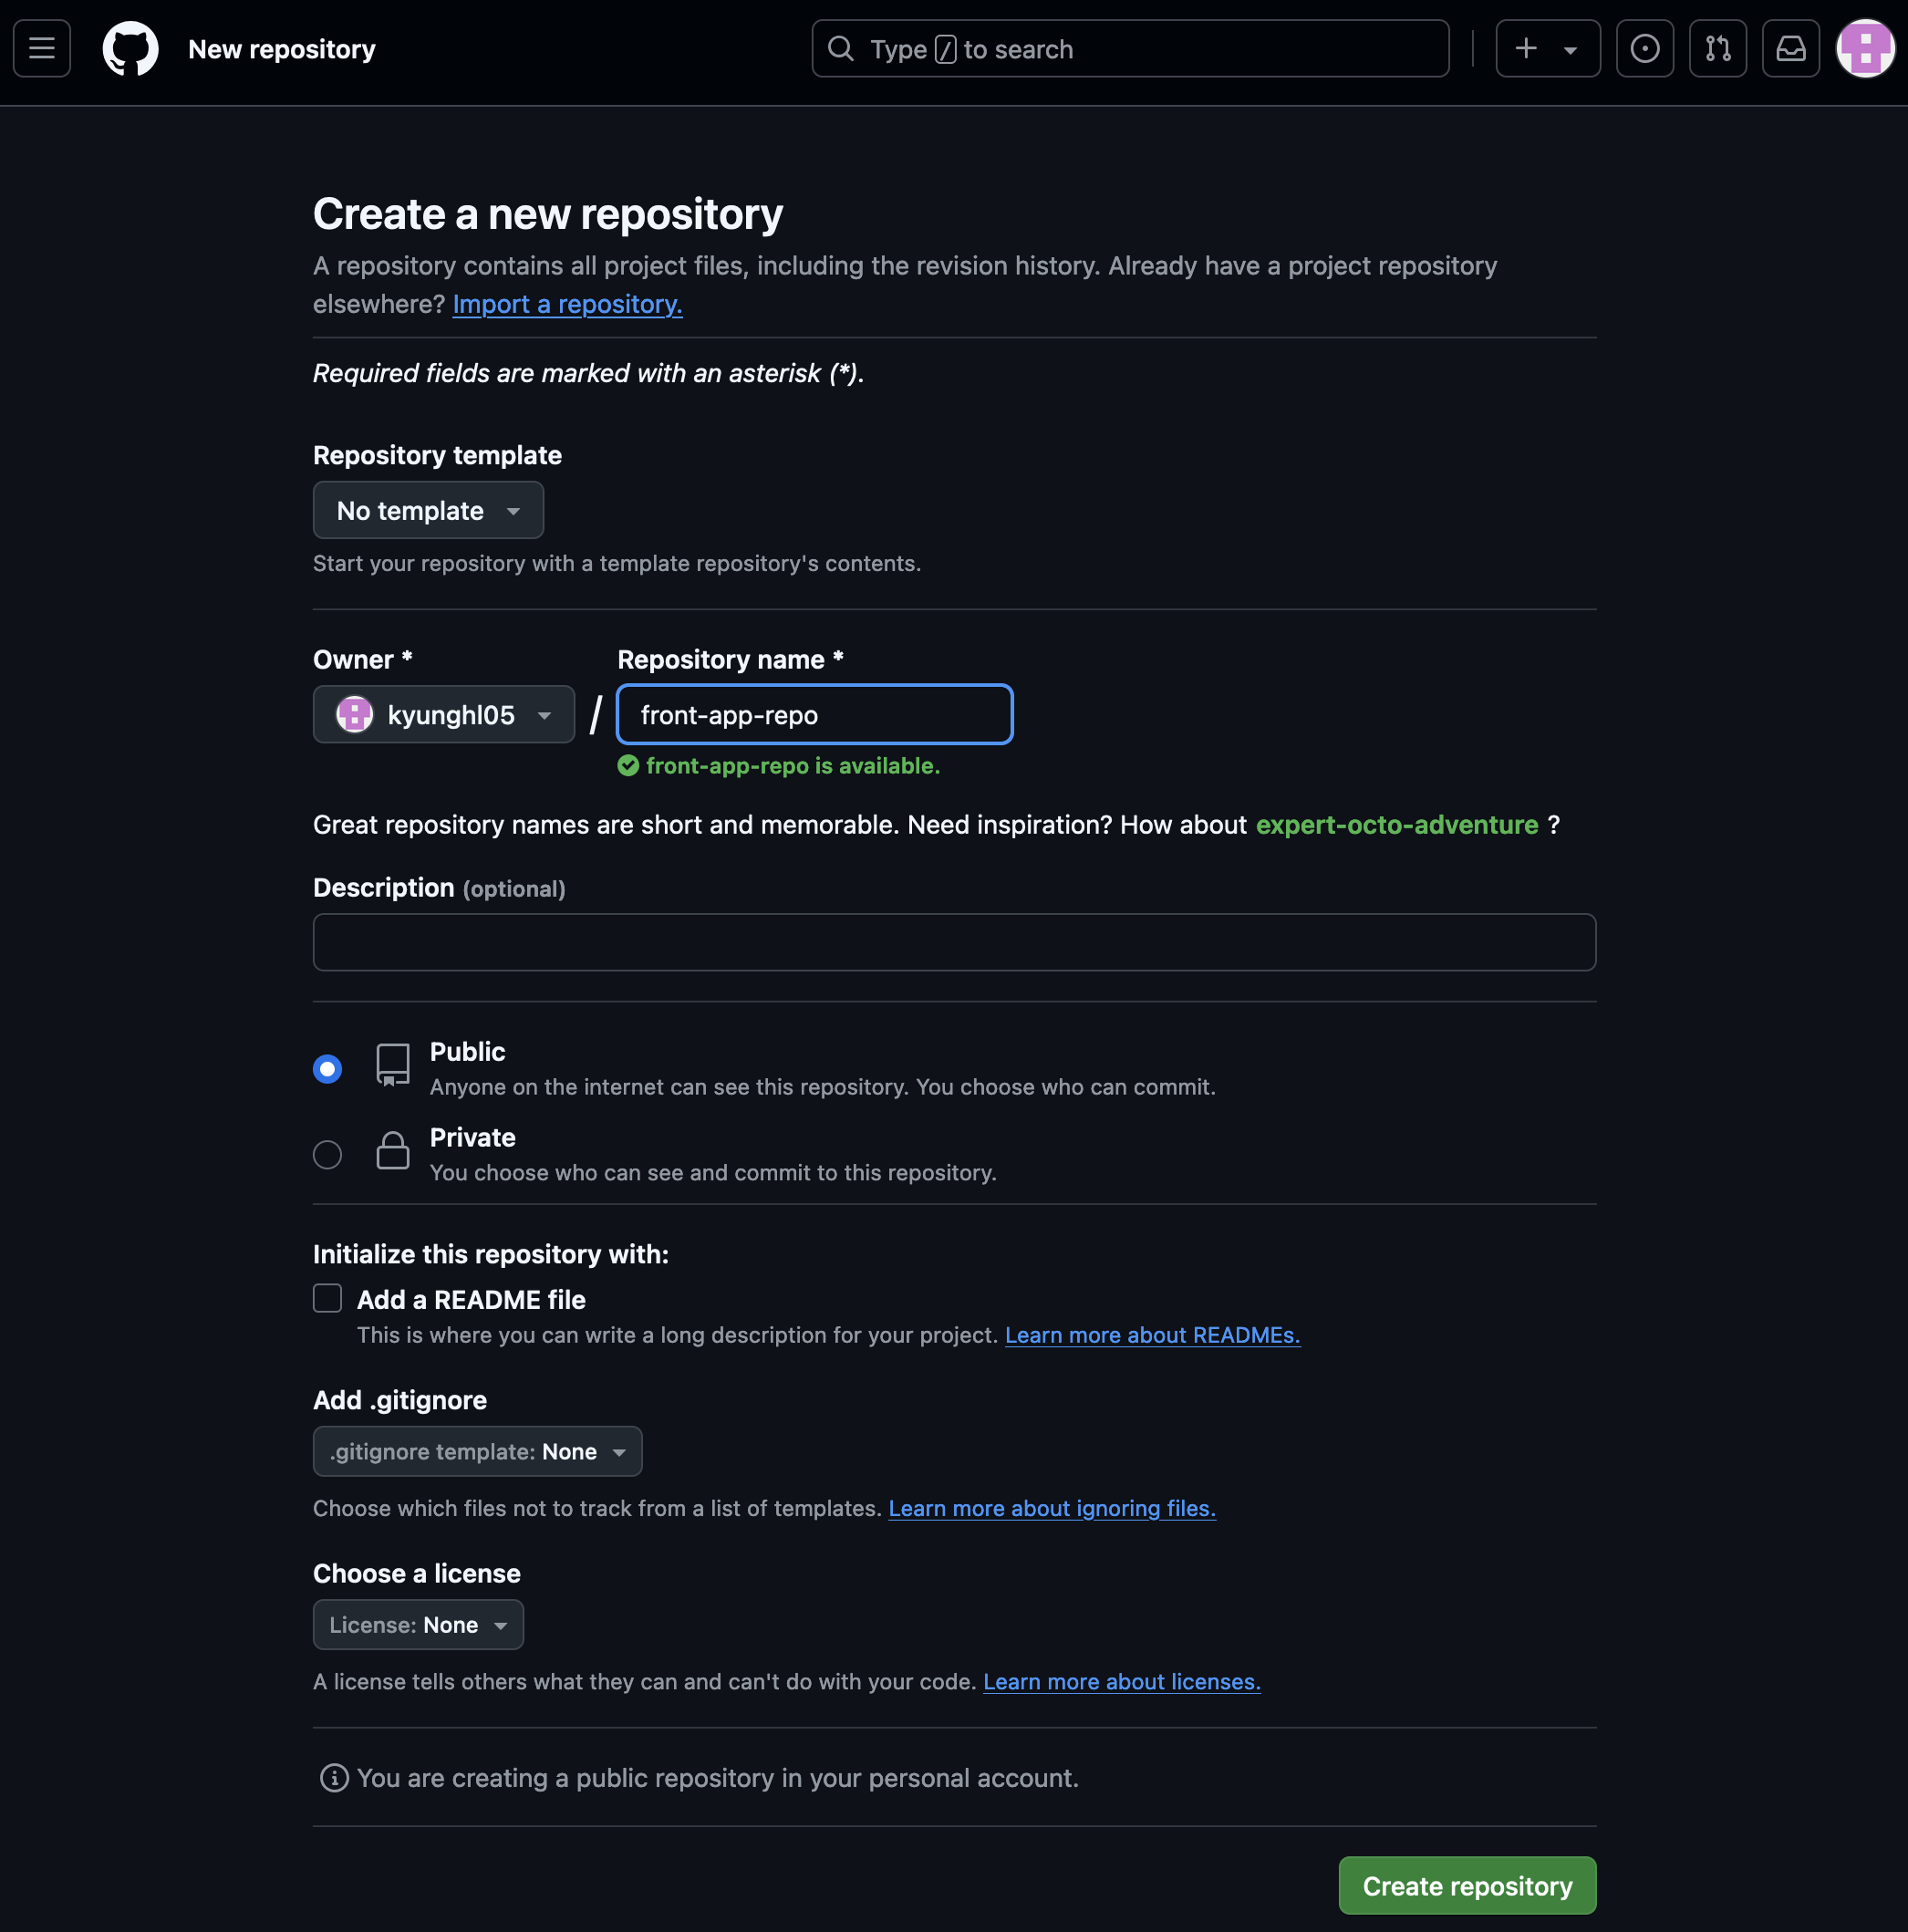 New repository
Type / to search
Create a new repository
A repository contains all project files, including the revision history. Already have a project repository
elsewhere? Import a repository.
Required fields are marked with an asterisk (*).
Repository template
No template
Start your repository with a template repository's contents.
Owner *
Repository name *
kyunghl05
/
front-app-repo
front-app-repo is available.
Great repository names are short and memorable. Need inspiration? How about expert-octo-adventure ?
Description (optional)
Public
Anyone on the internet can see this repository. You choose who can commit.
Private
You choose who can see and commit to this repository.
Initialize this repository with:
Add a README file
This is where you can write a long description for your project. Learn more about READMEs.
Add .gitignore
.gitignore template: None
Choose which files not to track from a list of templates. Learn more about ignoring files.
Choose a license
License: None
A license tells others what they can and can't do with your code. Learn more about licenses.
You are creating a public repository in your personal account.
Create repository